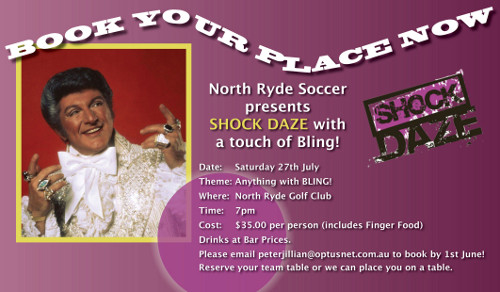 BOOK YOUR PLACE NOW
North Ryde Soccer
presents
SHOCK DAZE with
a touch of Bling!
SHOCK
DAZE
Date: Saturday 27th July
Theme: Anything with BLING!
Where: North Ryde Golf Club
Time: 7pm
Cost: $35.00 per person (includes Finger Food)
Drinks at Bar Prices.
Please email peterjillian@optusnet.com.au to book by 1st June!
Reserve your team table or we can place you on a table.